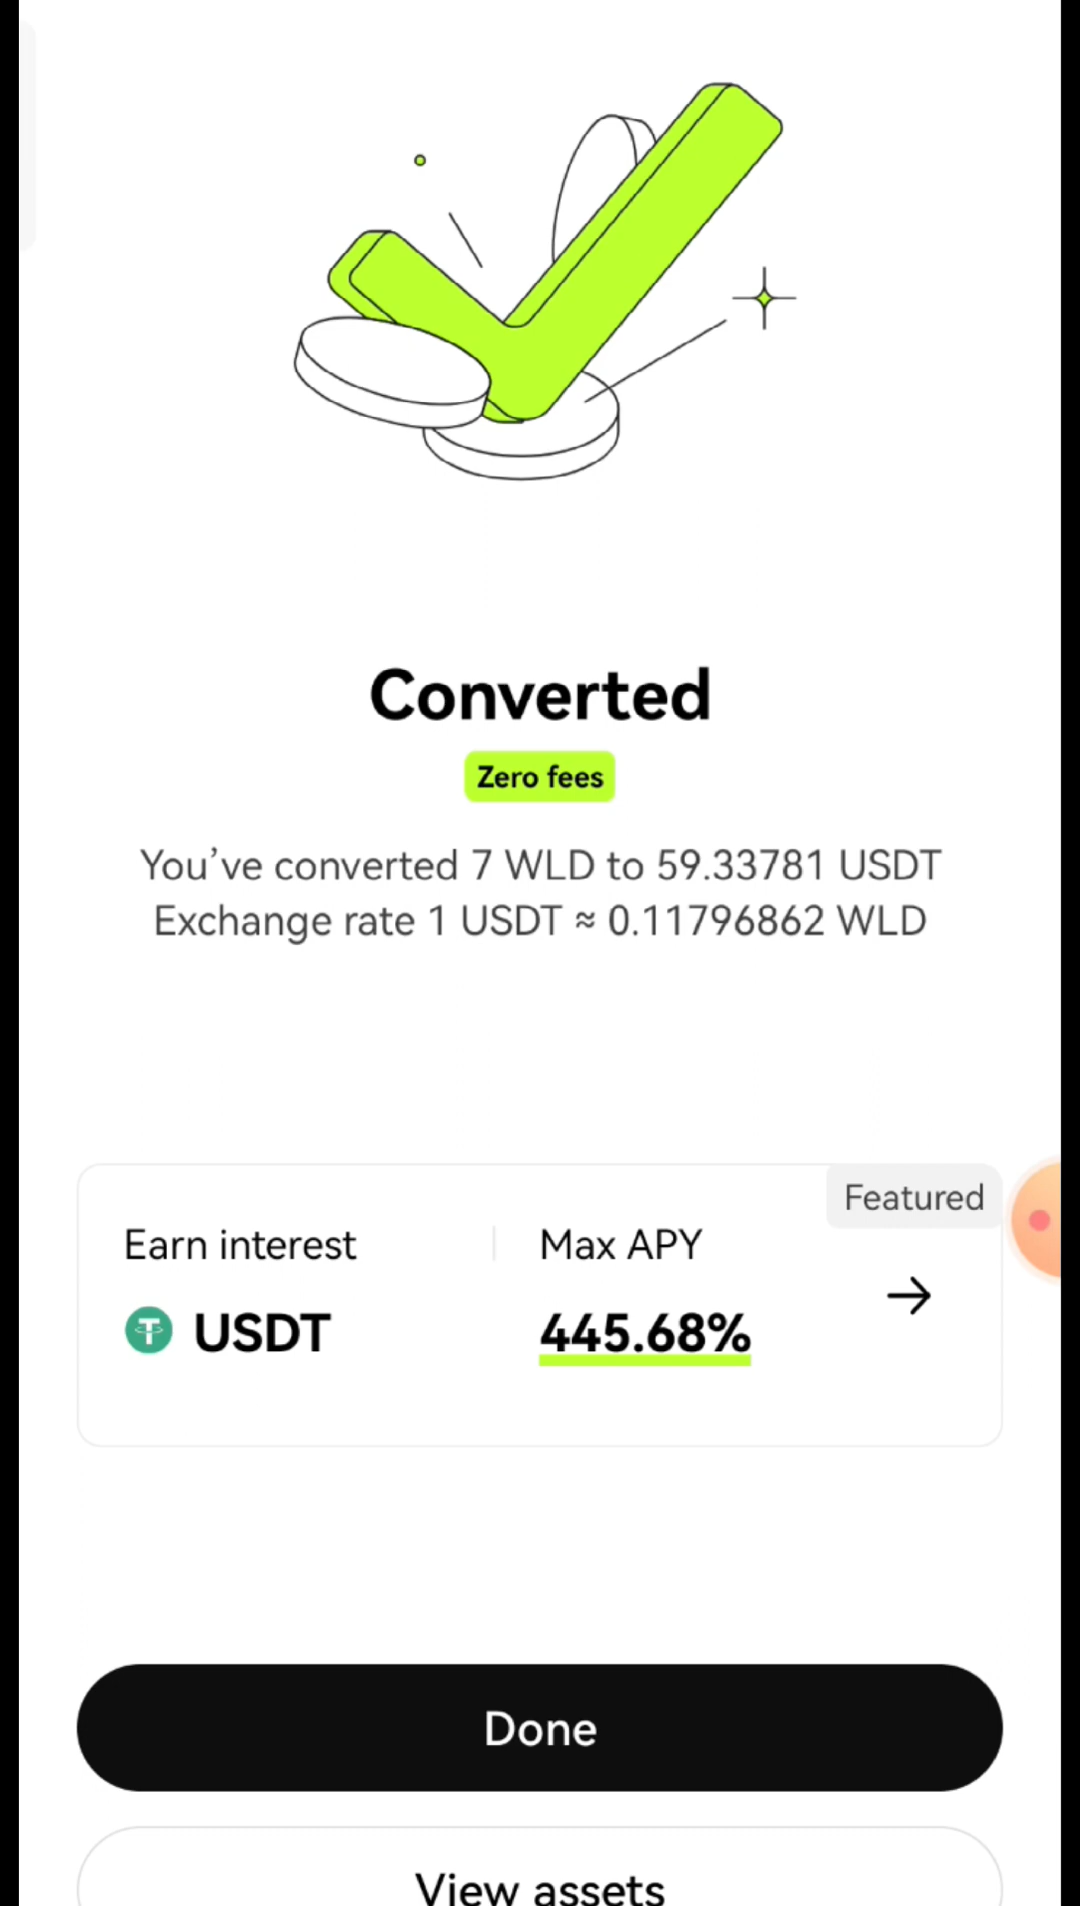 Converted
Zero fees
You’ve converted 7 WLD to 59.33781 USDT
Exchange rate 1 USDT ≈ 0.11796862 WLD
Featured
Earn interest
Max APY
USDT
445.68%
Done
View assets